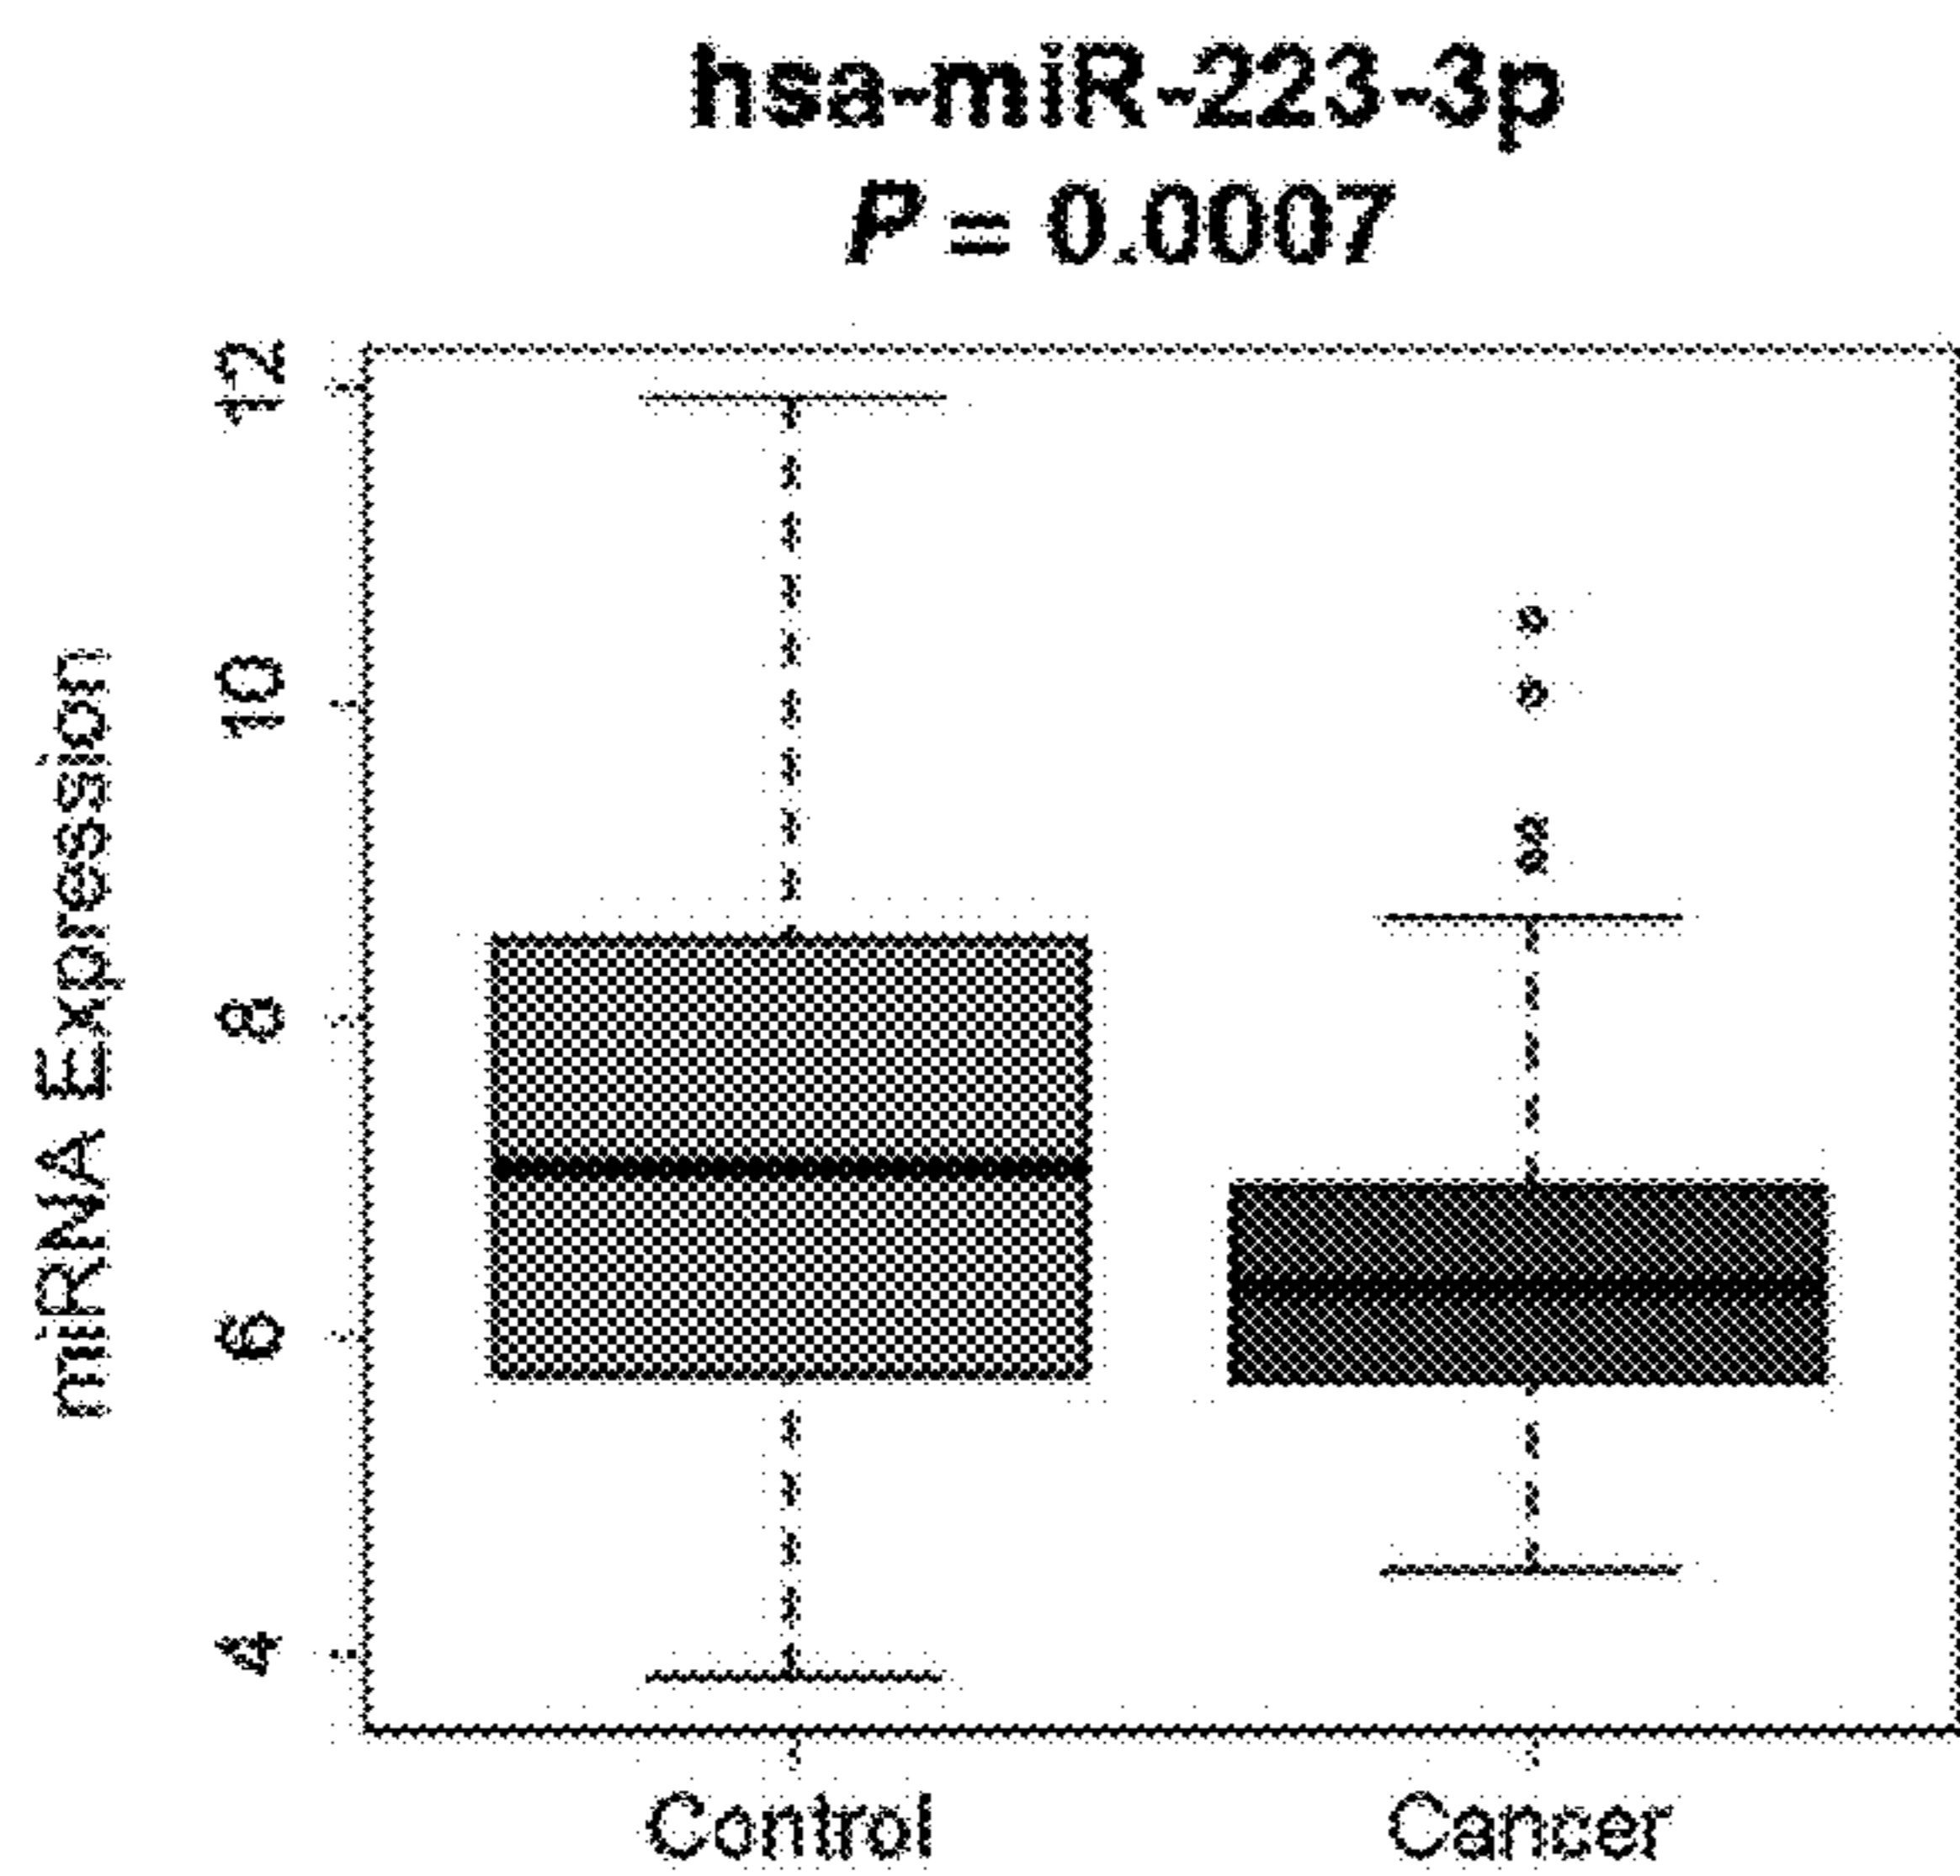 hsa-miR-223-3p
P = 0.0007
miRNA Expression
12
10
8
6
4
Control
Cancer